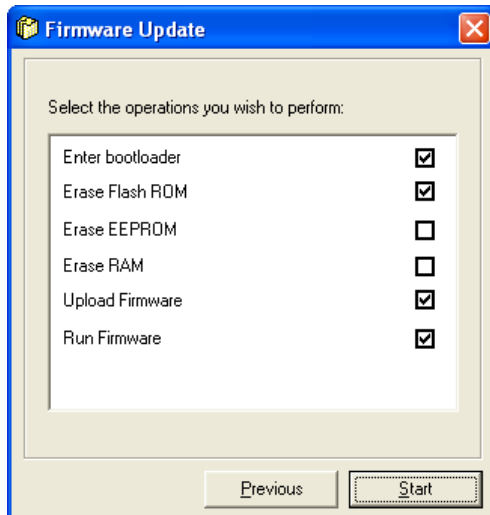 Firmware Update
Select the operations you wish to perform:
Enter bootloader
Erase Flash ROM
Erase EEPROM
Erase RAM
Upload Firmware
Run Firmware
Previous Start